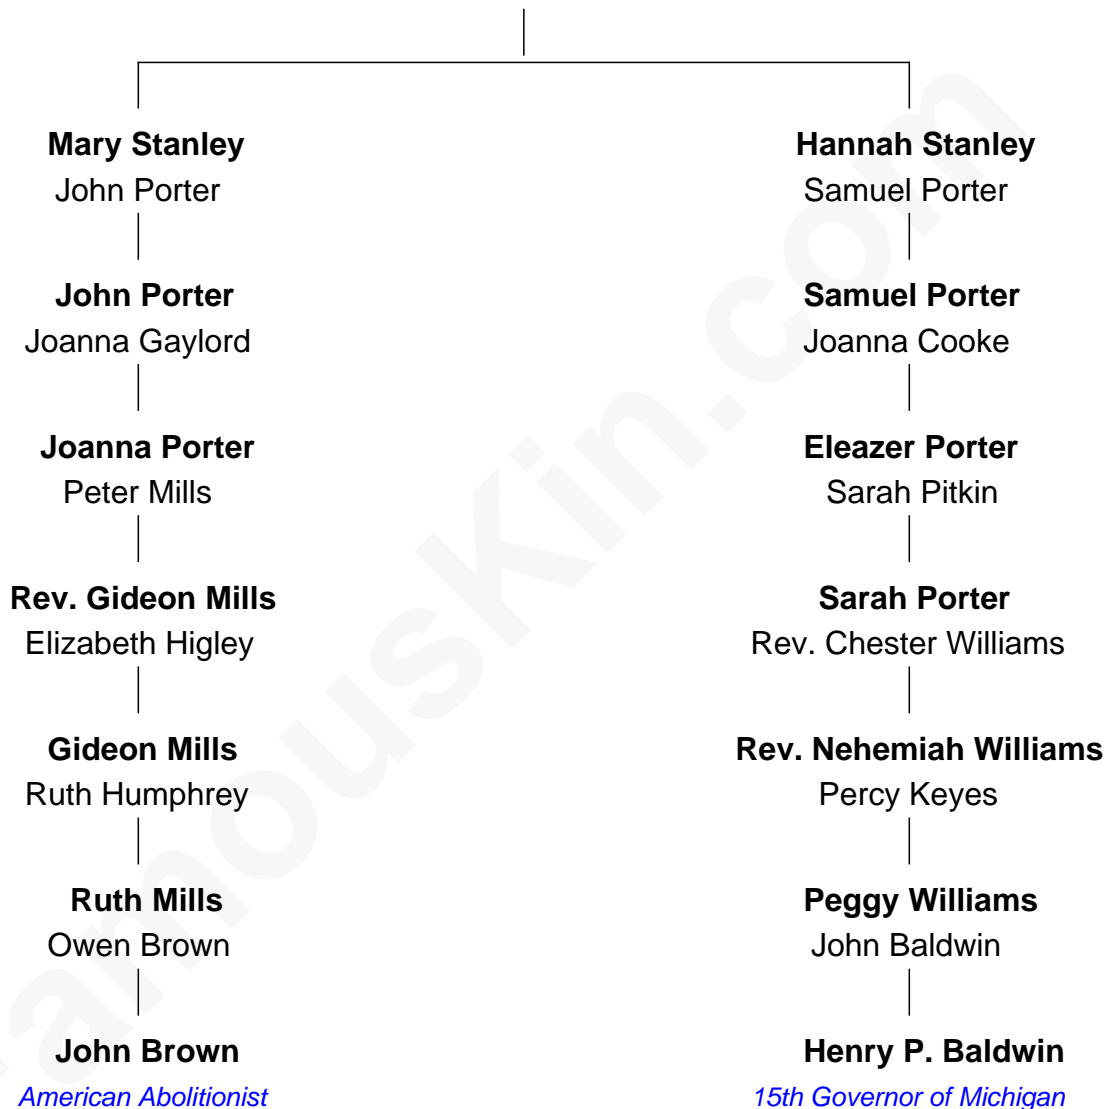 Mary Stanley
John Porter
John Porter
Joanna Gaylord
Joanna Porter
Peter Mills
Rev. Gideon Mills
Elizabeth Higley
Gideon Mills
Ruth Humphrey
Ruth Mills
Owen Brown
John Brown
American Abolitionist
Hannah Stanley
Samuel Porter
Samuel Porter
Joanna Cooke
Eleazer Porter
Sarah Pitkin
Sarah Porter
Rev. Chester Williams
Rev. Nehemiah Williams
Percy Keyes
Peggy Williams
John Baldwin
Henry P. Baldwin
15th Governor of Michigan
FamousKin.com